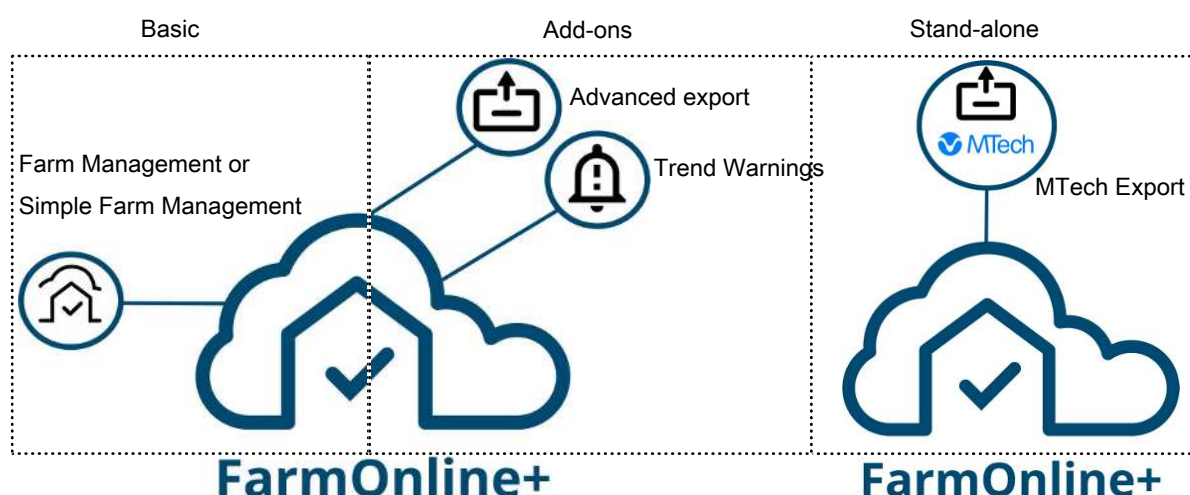 Basic
Add-ons
Stand-alone
Advanced export
MTech
Farm Management or
Simple Farm Management
Trend Warnings
MTech Export
FarmOnline+
FarmOnline+